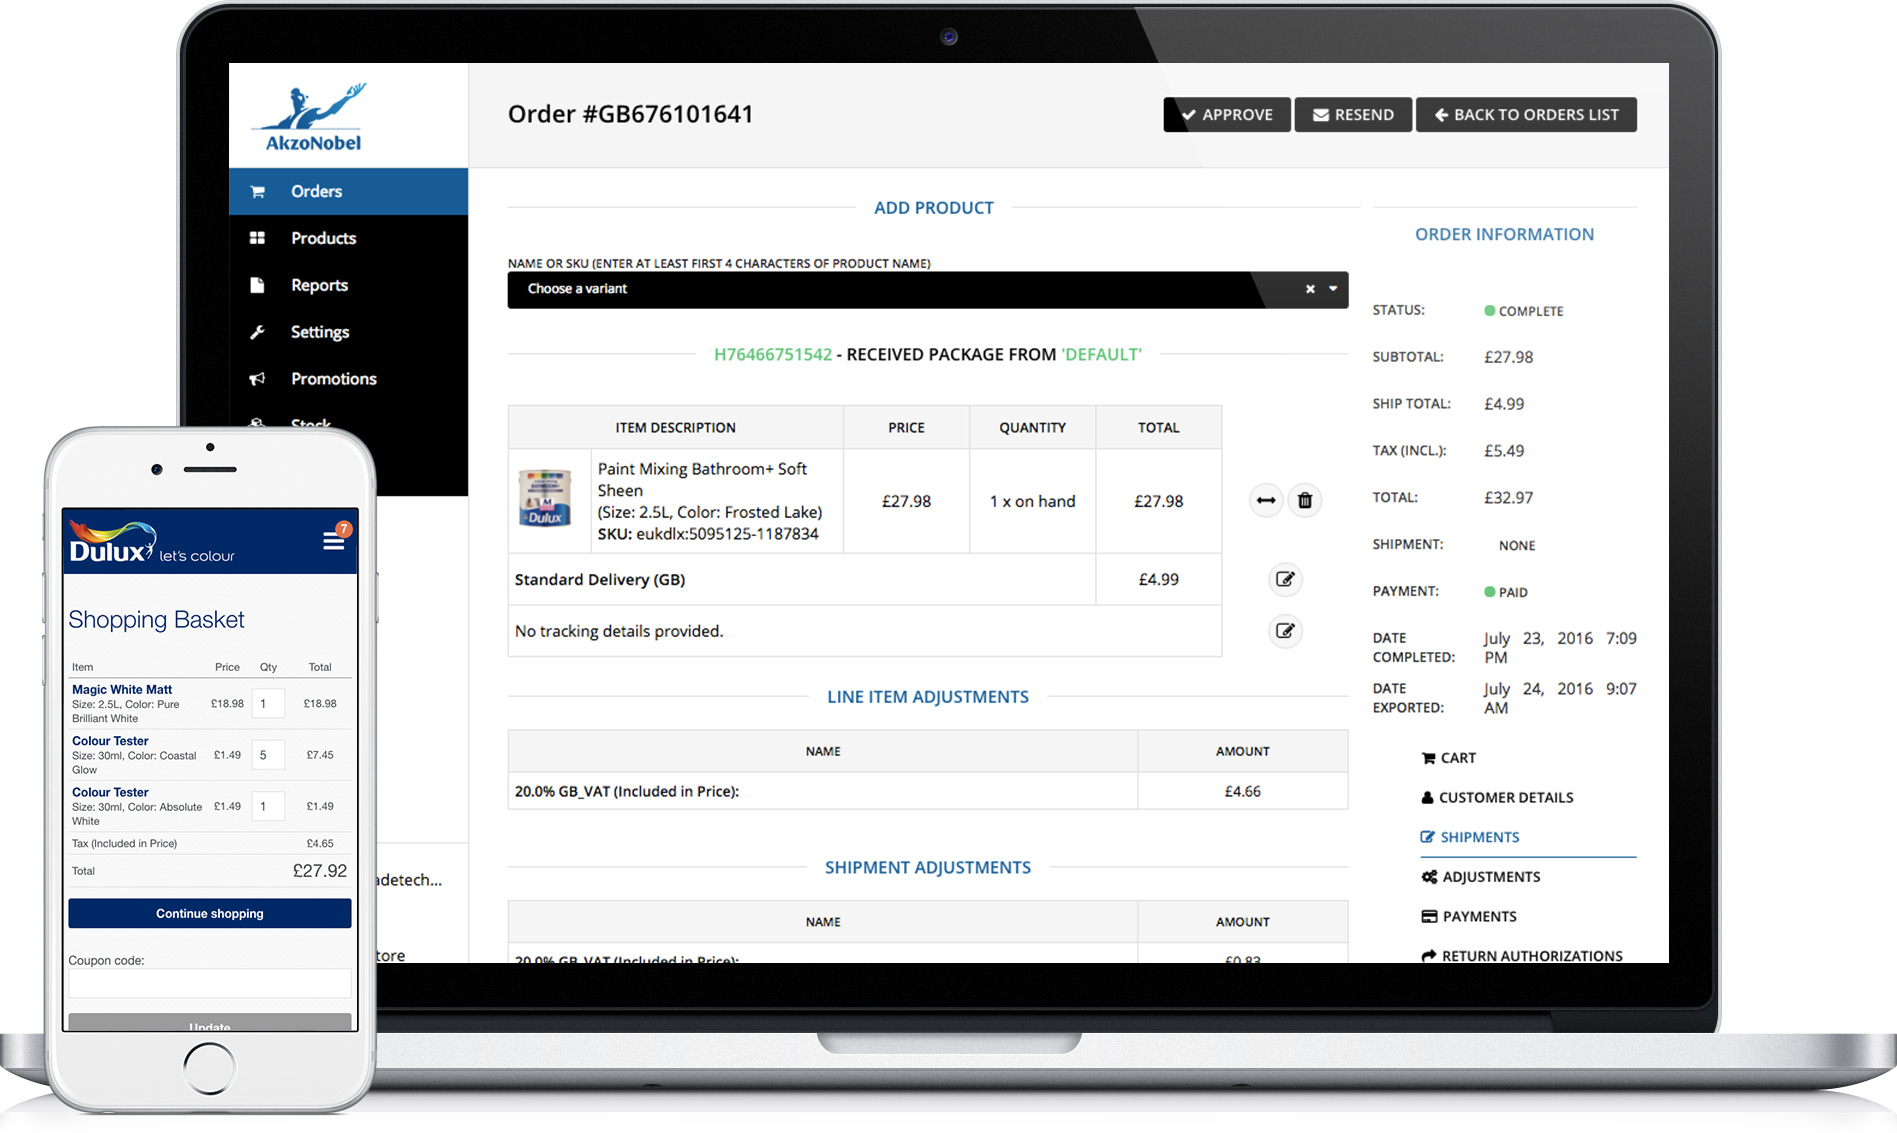 AkzoNobel
Order #GB676101641
APPROVE
RESEND
BACK TO ORDERS LIST
Orders
Products
Reports
Settings
Promotions
Stock
ADD PRODUCT
NAME OR SKU (ENTER AT LEAST FIRST 4 CHARACTERS OF PRODUCT NAME)
Choose a variant
H76466751542 - RECEIVED PACKAGE FROM 'DEFAULT'
ITEM DESCRIPTION PRICE QUANTITY TOTAL
Dulux
Paint Mixing Bathroom+ Soft
Sheen
(Size: 2.5L, Color: Frosted Lake)
SKU: eukdlx:5095125-1187834
£27.98 1 x on hand £27.98
Standard Delivery (GB) £4.99
No tracking details provided.
LINE ITEM ADJUSTMENTS
NAME AMOUNT
20.0% GB_VAT (Included in Price): £4.66
SHIPMENT ADJUSTMENTS
NAME AMOUNT
20.0% GB_VAT (Included in Price): £0.83
ORDER INFORMATION
STATUS: COMPLETE
SUBTOTAL: £27.98
SHIP TOTAL: £4.99
TAX (INCL.): £5.49
TOTAL: £32.97
SHIPMENT: NONE
PAYMENT: PAID
DATE COMPLETED: July 23, 2016 7:09 PM
DATE EXPORTED: July 24, 2016 9:07 AM
CART
CUSTOMER DETAILS
SHIPMENTS
ADJUSTMENTS
PAYMENTS
RETURN AUTHORIZATIONS
adetech...
tore
Dulux let's colour
7
Shopping Basket
Item Price Qty Total
Magic White Matt
Size: 2.5L, Color: Pure
Brilliant White
£18.98 1 £18.98
Colour Tester
Size: 30ml, Color: Coastal
Glow
£1.49 5 £7.45
Colour Tester
Size: 30ml, Color: Absolute
White
£1.49 1 £1.49
Tax (Included in Price) £4.65
Total £27.92
Continue shopping
Coupon code:
Update